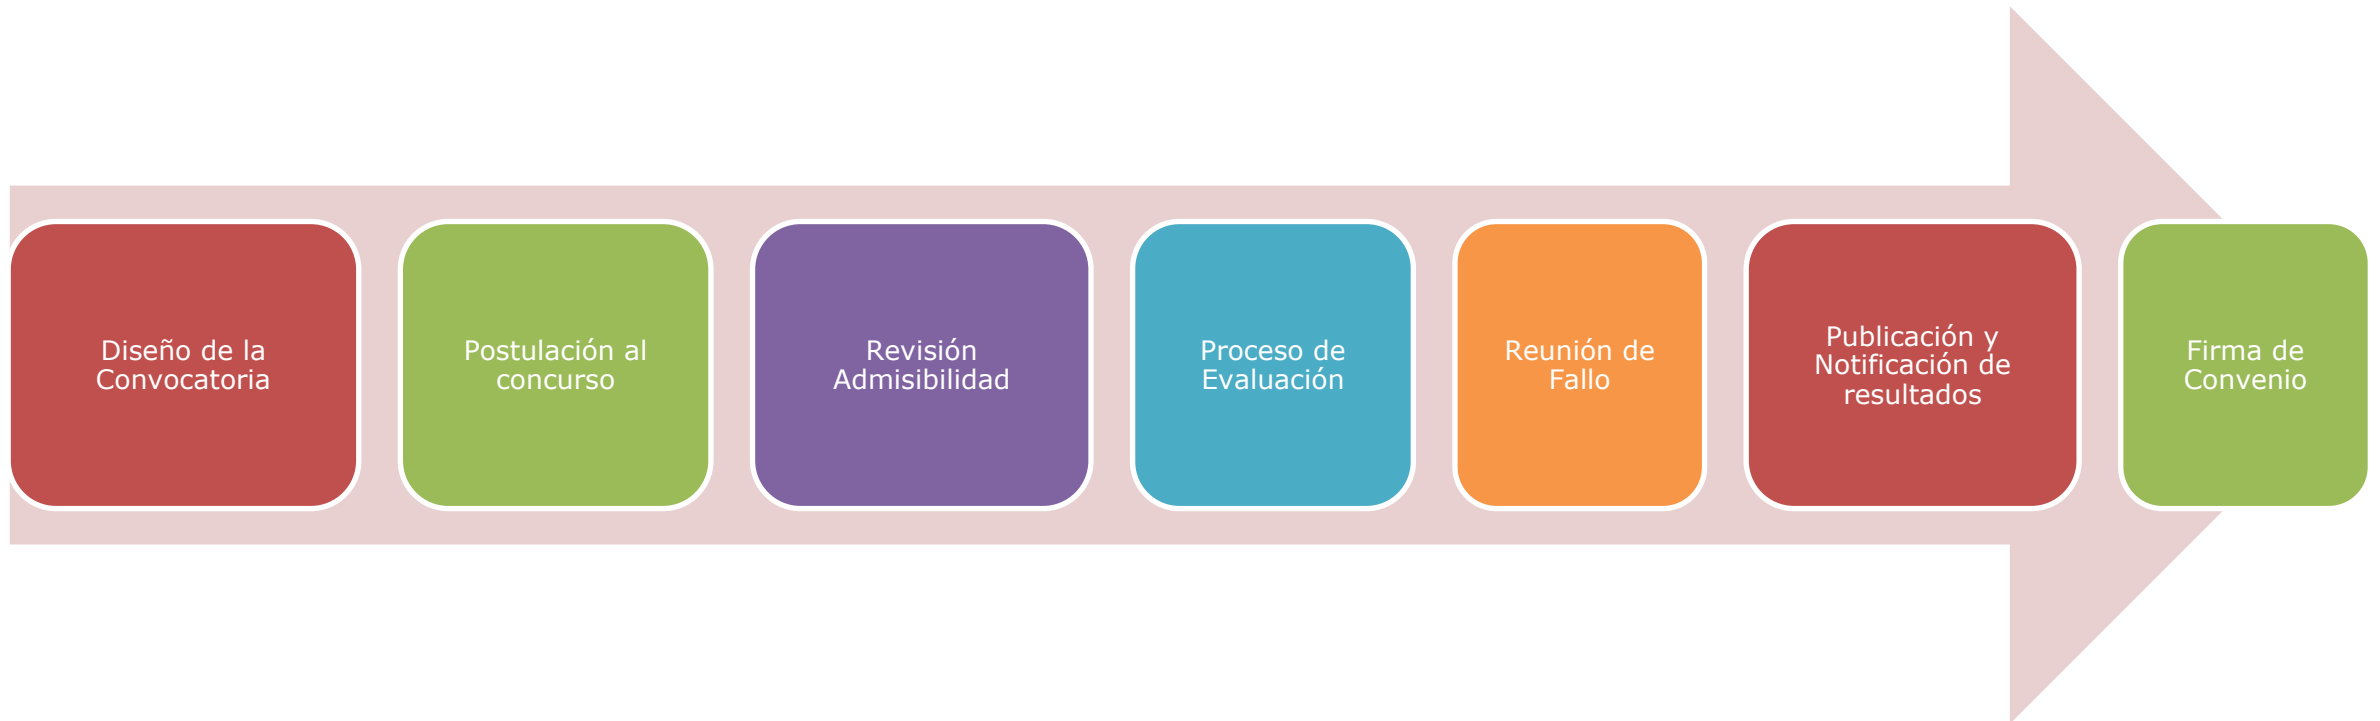 Diseño de la
Convocatoria
Postulación al
concurso
Revisión
Admisibilidad
Proceso de
Evaluación
Reunión de
Fallo
Publicación y
Notificación de
resultados
Firma de
Convenio